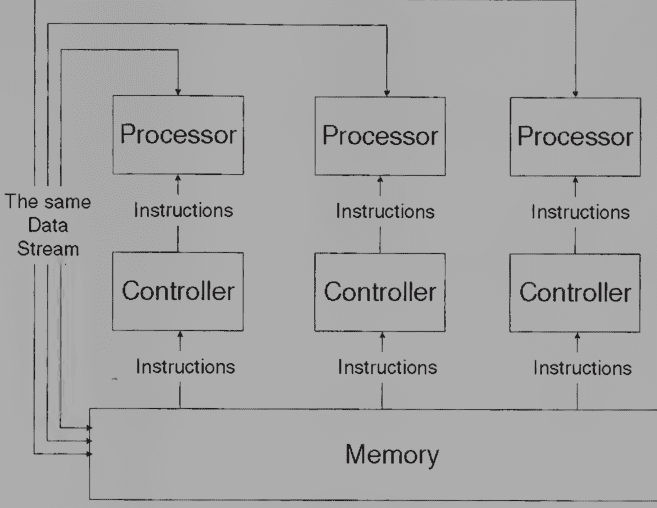 Processor
Processor
Processor
The same
Data
Stream
Instructions
Instructions
Instructions
Controller
Controller
Controller
Instructions
Instructions
Instructions
Memory